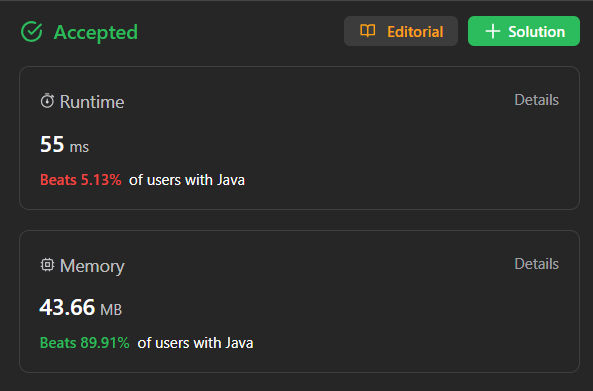 Accepted
Editorial
Solution
Runtime
Details
55 ms
Beats 5.13% of users with Java
Memory
Details
43.66 MB
Beats 89.91% of users with Java